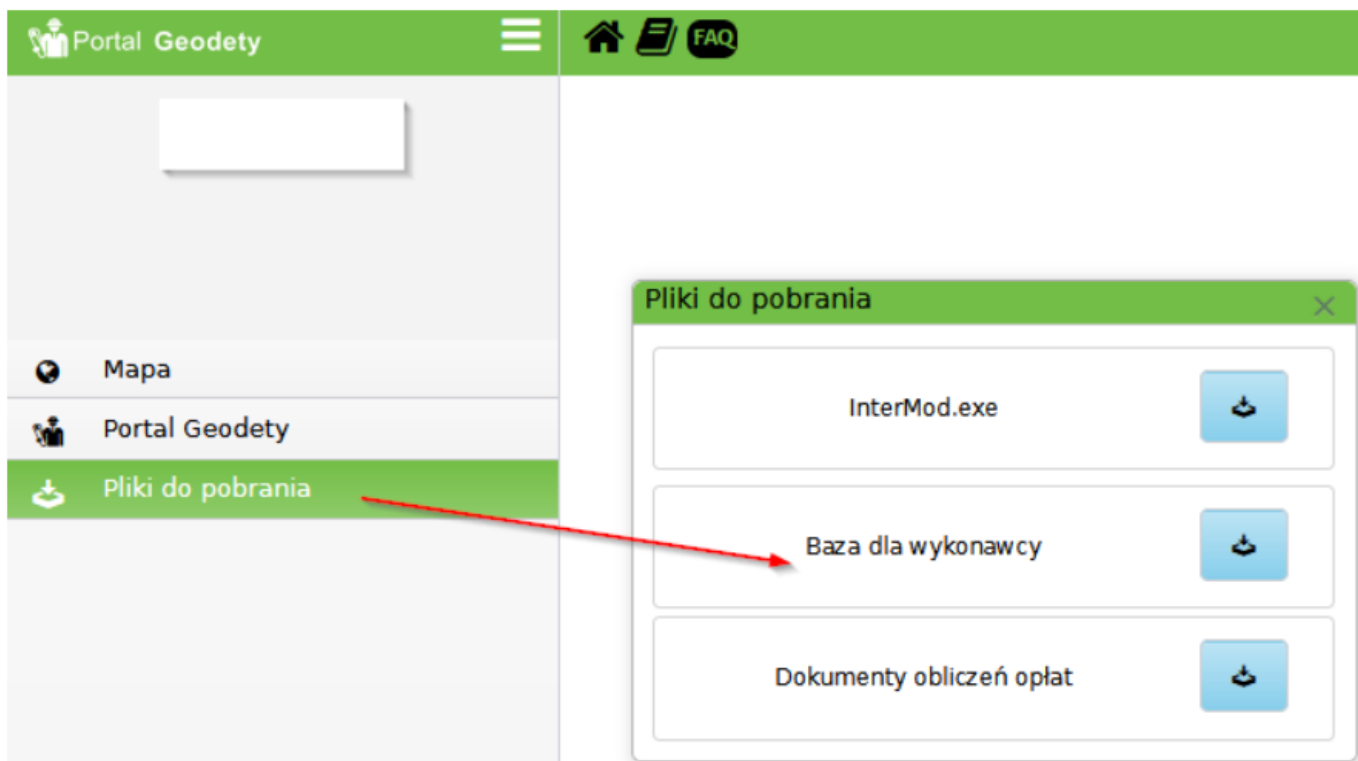 Portal Geodety
FAQ
Mapa
Portal Geodety
Pliki do pobrania
Pliki do pobrania
InterMod.exe
Baza dla wykonawcy
Dokumenty obliczeń opłat